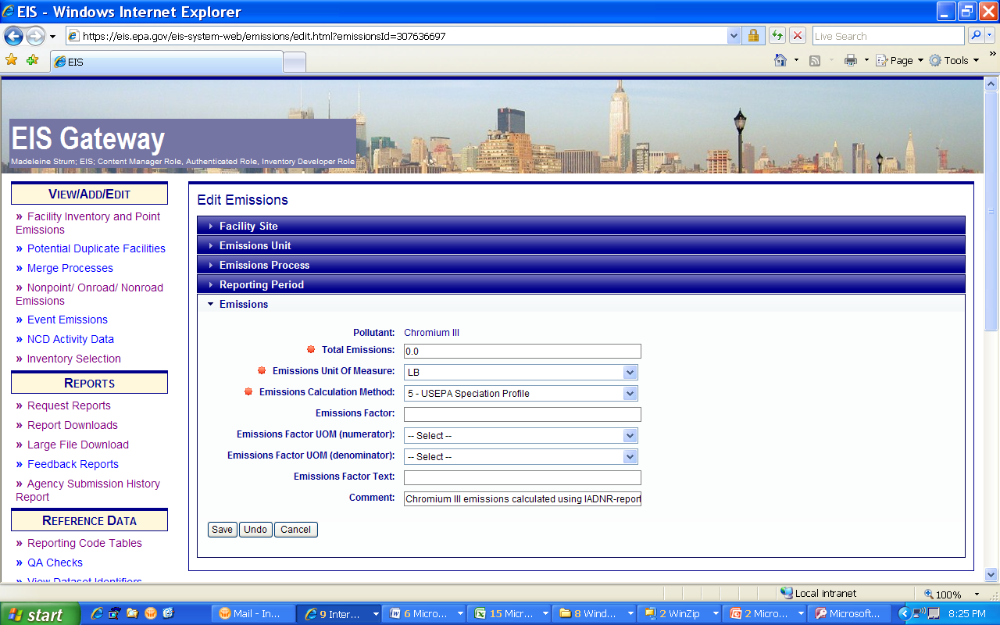 EIS - Windows Internet Explorer
https://eis.epa.gov/eis-system-web/emissions/edit.html?emissionsId=307636697
Live Search
EIS
Page
Tools
»
EIS Gateway
Madeleine Strum; EIS; Content Manager Role, Authenticated Role, Inventory Developer Role
VIEW/ADD/EDIT
» Facility Inventory and Point
Emissions
» Potential Duplicate Facilities
» Merge Processes
» Nonpoint/ Onroad/ Nonroad
Emissions
» Event Emissions
» NCD Activity Data
» Inventory Selection
REPORTS
» Request Reports
» Report Downloads
» Large File Download
» Feedback Reports
» Agency Submission History
Report
REFERENCE DATA
» Reporting Code Tables
» QA Checks
» View Dataset Identifiers
Edit Emissions
Facility Site
Emissions Unit
Emissions Process
Reporting Period
Emissions
Pollutant: Chromium III
Total Emissions: 0.0
Emissions Unit Of Measure: LB
Emissions Calculation Method: 5 - USEPA Speciation Profile
Emissions Factor:
Emissions Factor UOM (numerator): -- Select --
Emissions Factor UOM (denominator): -- Select --
Emissions Factor Text:
Comment: Chromium III emissions calculated using IADNR-report
Save Undo Cancel
Local intranet
100%
start
Mail - In...
9 Inter...
6 Micro...
15 Micr...
8 Wind...
2 WinZip
2 Micro...
Microsoft...
8:25 PM